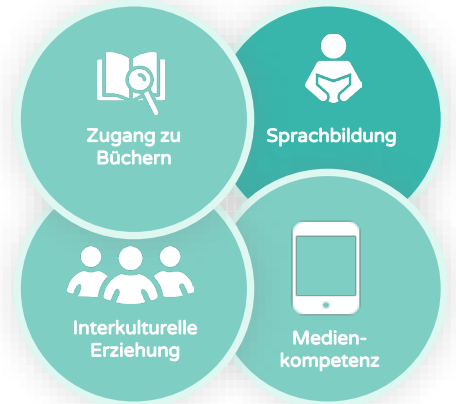 Zugang zu
Büchern
Sprachbildung
Interkulturelle
Erziehung
Medien-
kompetenz